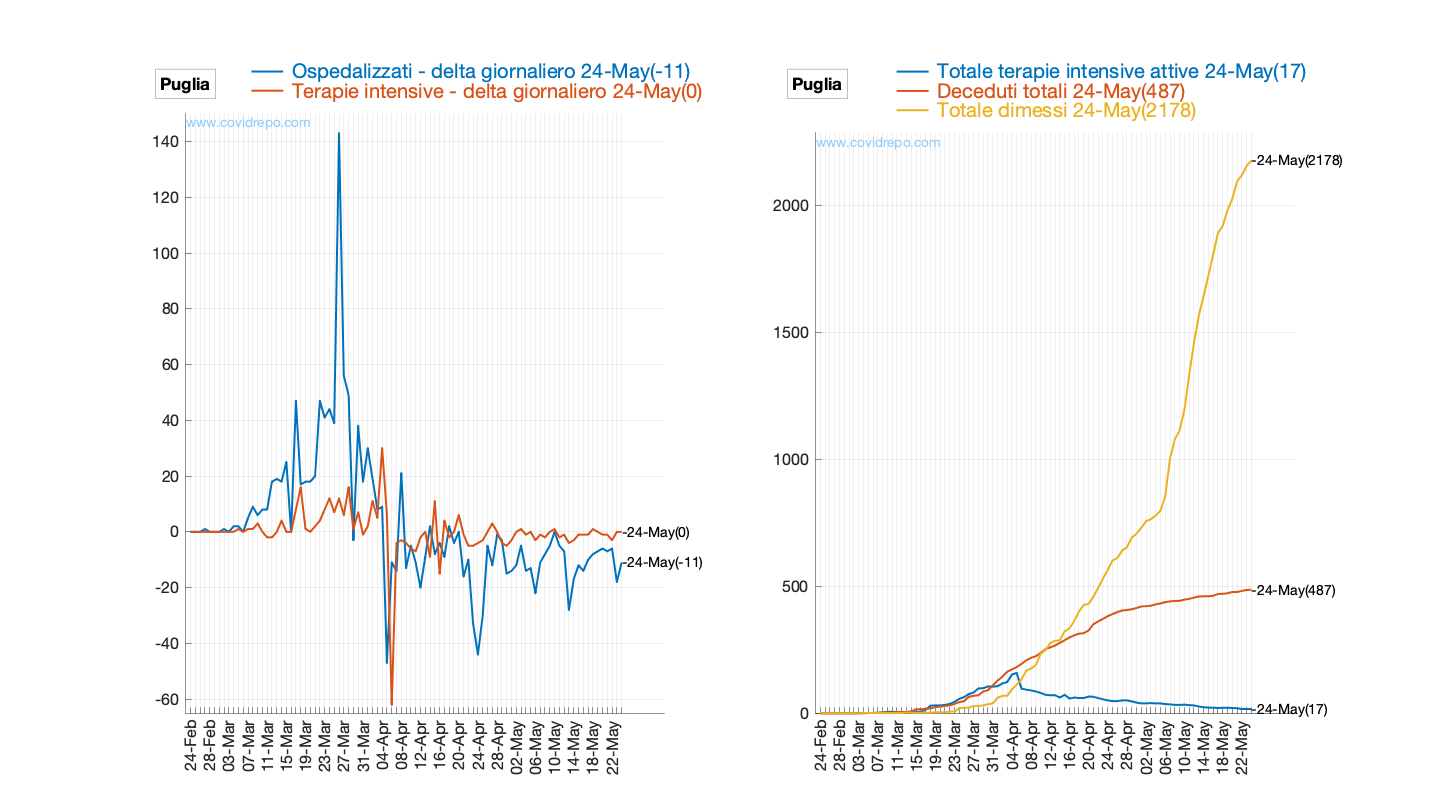 Puglia
Ospedalizzati - delta giornaliero 24-May(-11)
Terapie intensive - delta giornaliero 24-May(0)
www.covidrepo.com
140
120
100
80
60
40
20
0
-20
-40
-60
-24-May(0)
-24-May(-11)
24-Feb
28-Feb
03-Mar
07-Mar
11-Mar
15-Mar
19-Mar
23-Mar
27-Mar
31-Mar
04-Apr
08-Apr
12-Apr
16-Apr
20-Apr
24-Apr
28-Apr
02-May
06-May
10-May
14-May
18-May
22-May
Puglia
Totale terapie intensive attive 24-May(17)
Deceduti totali 24-May(487)
Totale dimessi 24-May(2178)
www.covidrepo.com
2000
1500
1000
500
0
-24-May(2178)
-24-May(487)
-24-May(17)
24-Feb
28-Feb
03-Mar
07-Mar
11-Mar
15-Mar
19-Mar
23-Mar
27-Mar
31-Mar
04-Apr
08-Apr
12-Apr
16-Apr
20-Apr
24-Apr
28-Apr
02-May
06-May
10-May
14-May
18-May
22-May